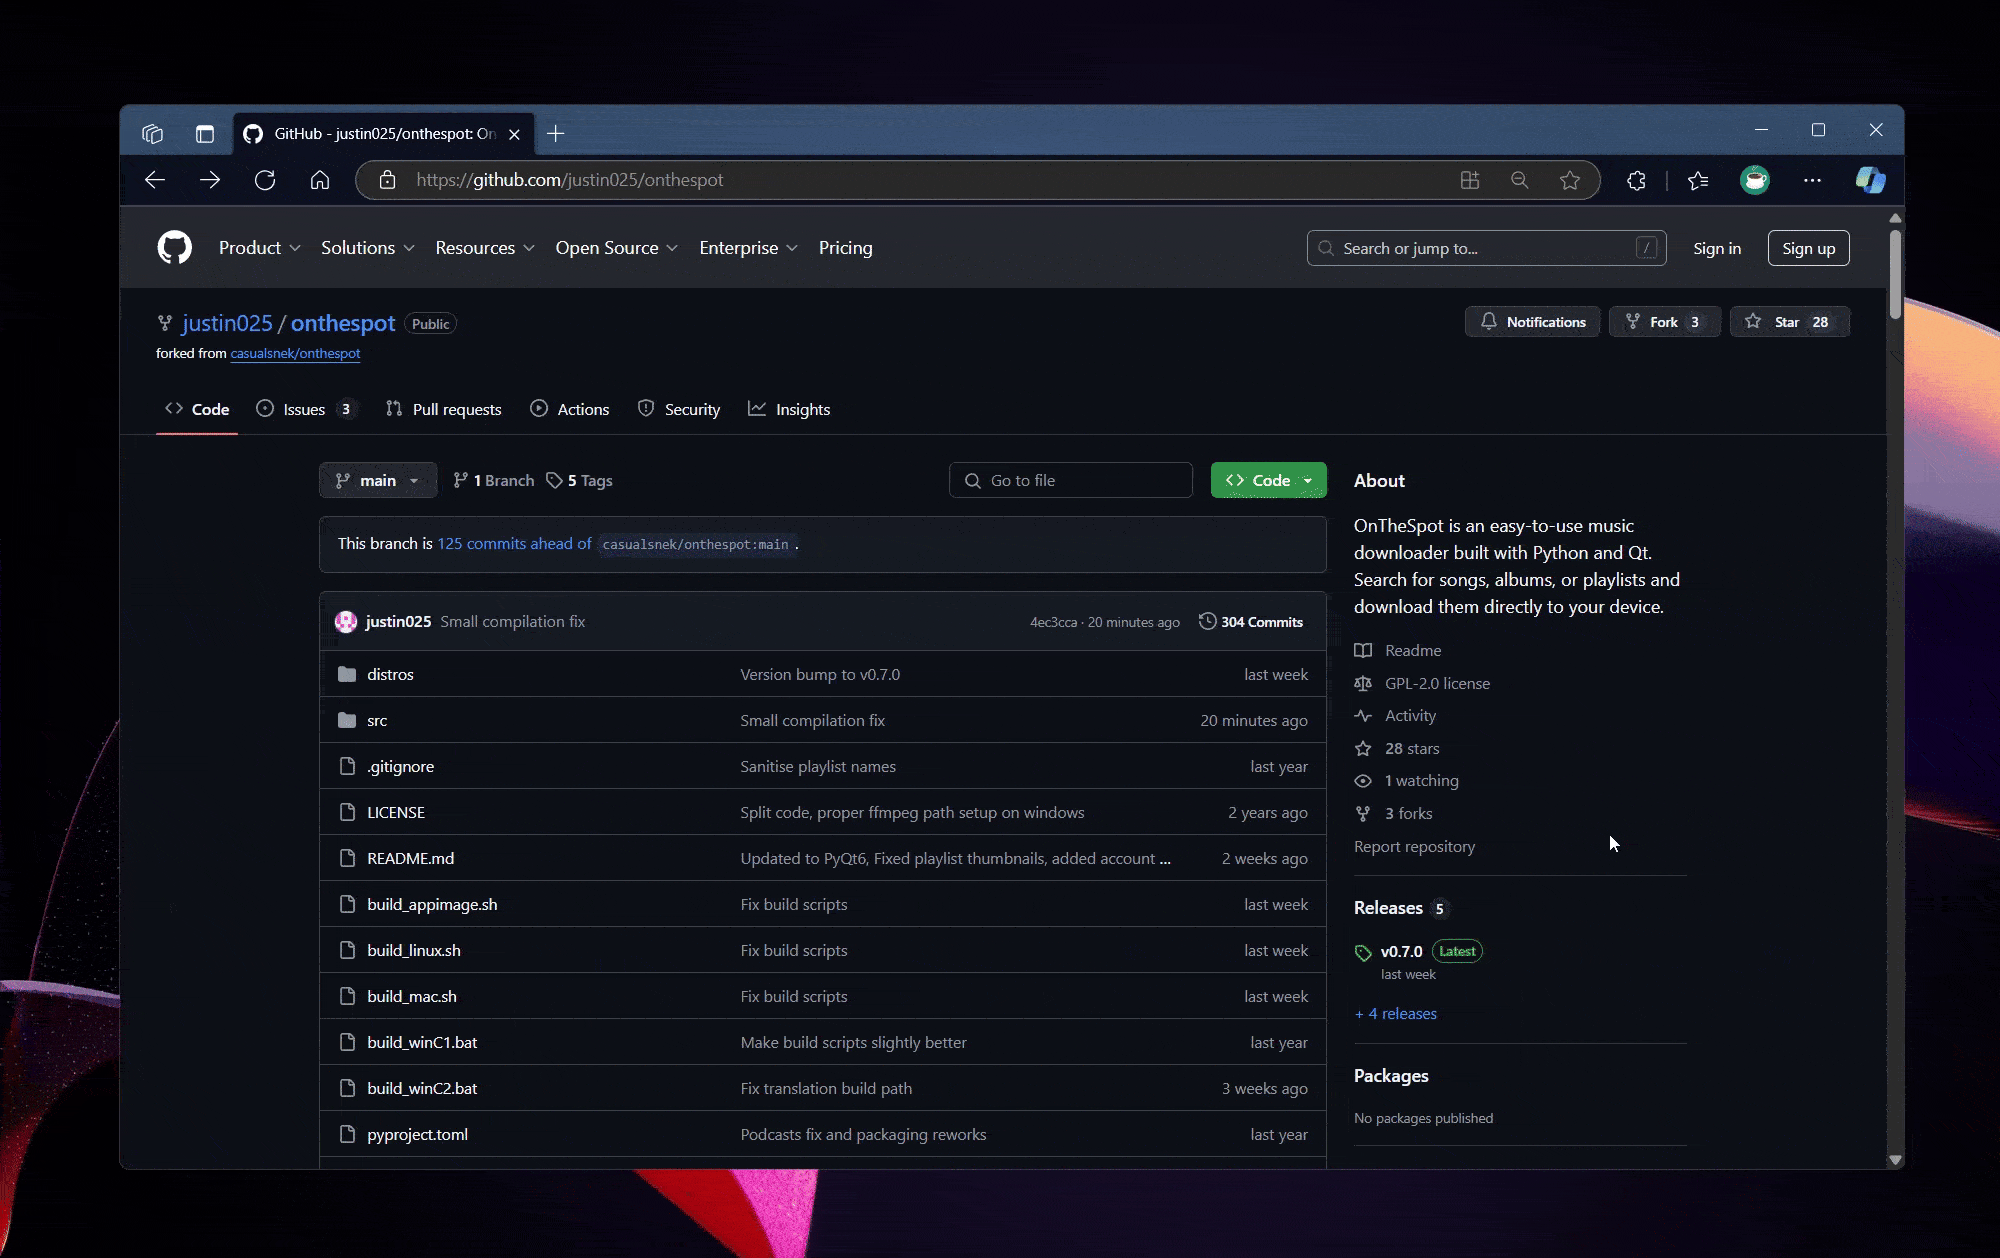 GitHub - justin025/onthespot: On
https://github.com/justin025/onthespot
Product Solutions Resources Open Source Enterprise Pricing
Search or jump to... / Sign in Sign up
justin025 / onthespot Public
Notifications Fork 3 Star 28
forked from casualsnek/onthespot
Code Issues 3 Pull requests Actions Security Insights
main 1 Branch 5 Tags Go to file Code
This branch is 125 commits ahead of casualsnek/onthespot:main .
justin025 Small compilation fix 4ec3cca · 20 minutes ago 304 Commits
distros Version bump to v0.7.0 last week
src Small compilation fix 20 minutes ago
.gitignore Sanitise playlist names last year
LICENSE Split code, proper ffmpeg path setup on windows 2 years ago
README.md Updated to PyQt6, Fixed playlist thumbnails, added account ... 2 weeks ago
build_appimage.sh Fix build scripts last week
build_linux.sh Fix build scripts last week
build_mac.sh Fix build scripts last week
build_winC1.bat Make build scripts slightly better last year
build_winC2.bat Fix translation build path 3 weeks ago
pyproject.toml Podcasts fix and packaging reworks last year
About
OnTheSpot is an easy-to-use music
downloader built with Python and Qt.
Search for songs, albums, or playlists and
download them directly to your device.
Readme
GPL-2.0 license
Activity
28 stars
1 watching
3 forks
Report repository
Releases 5
v0.7.0 Latest
last week
+ 4 releases
Packages
No packages published